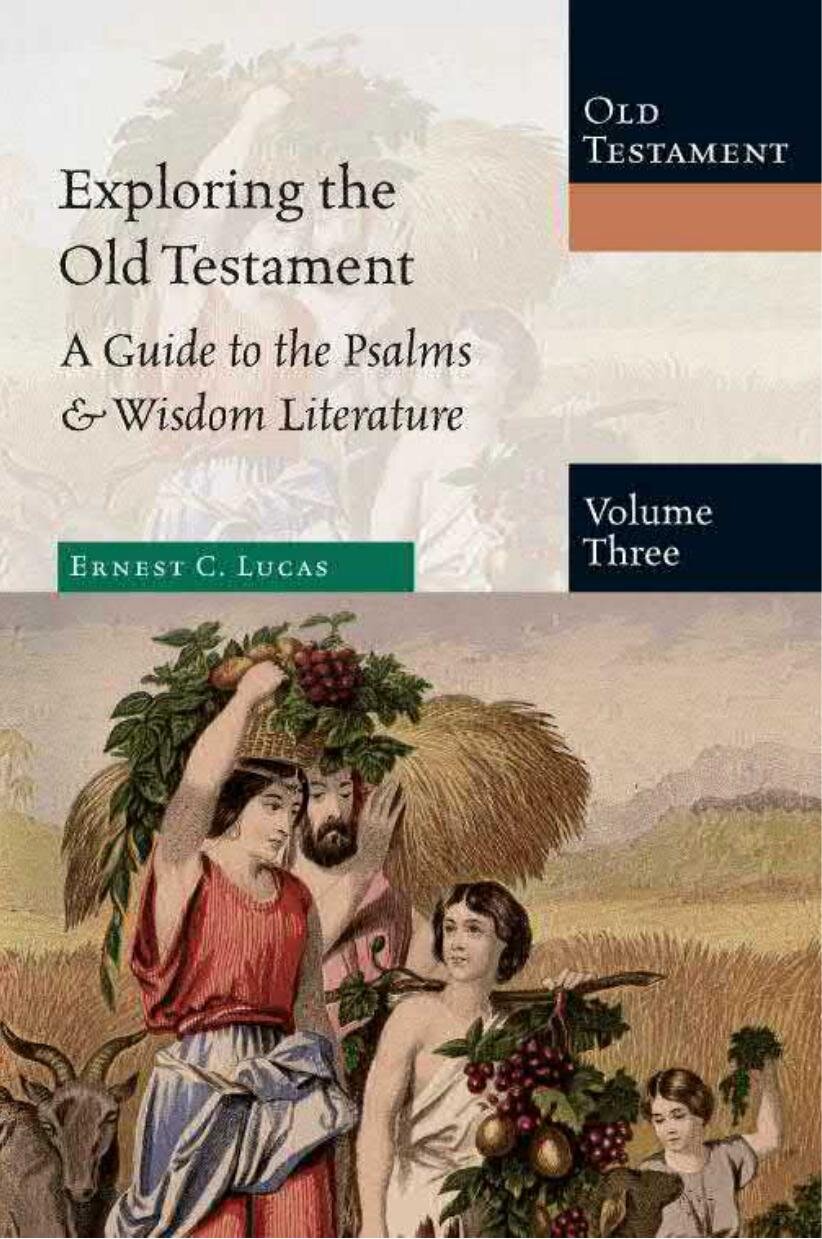 OLD
TESTAMENT
Exploring the
Old Testament
A Guide to the Psalms
& Wisdom Literature
Volume
Three
ERNEST C. LUCAS